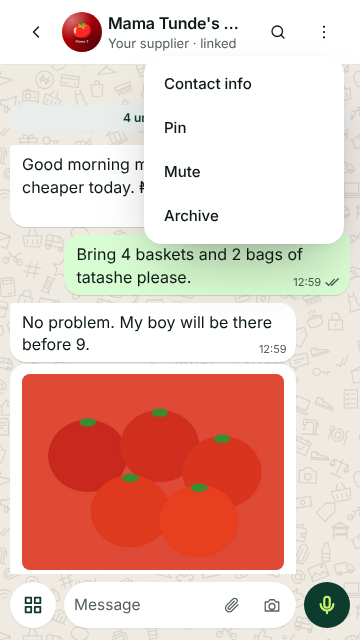 Mama Tunde's ...
Your supplier · linked
Contact info
Pin
Mute
Archive
4
Good morning
cheaper today.
Bring 4 baskets and 2 bags of
tatashe please.
12:59
No problem. My boy will be there
before 9.
12:59
Message